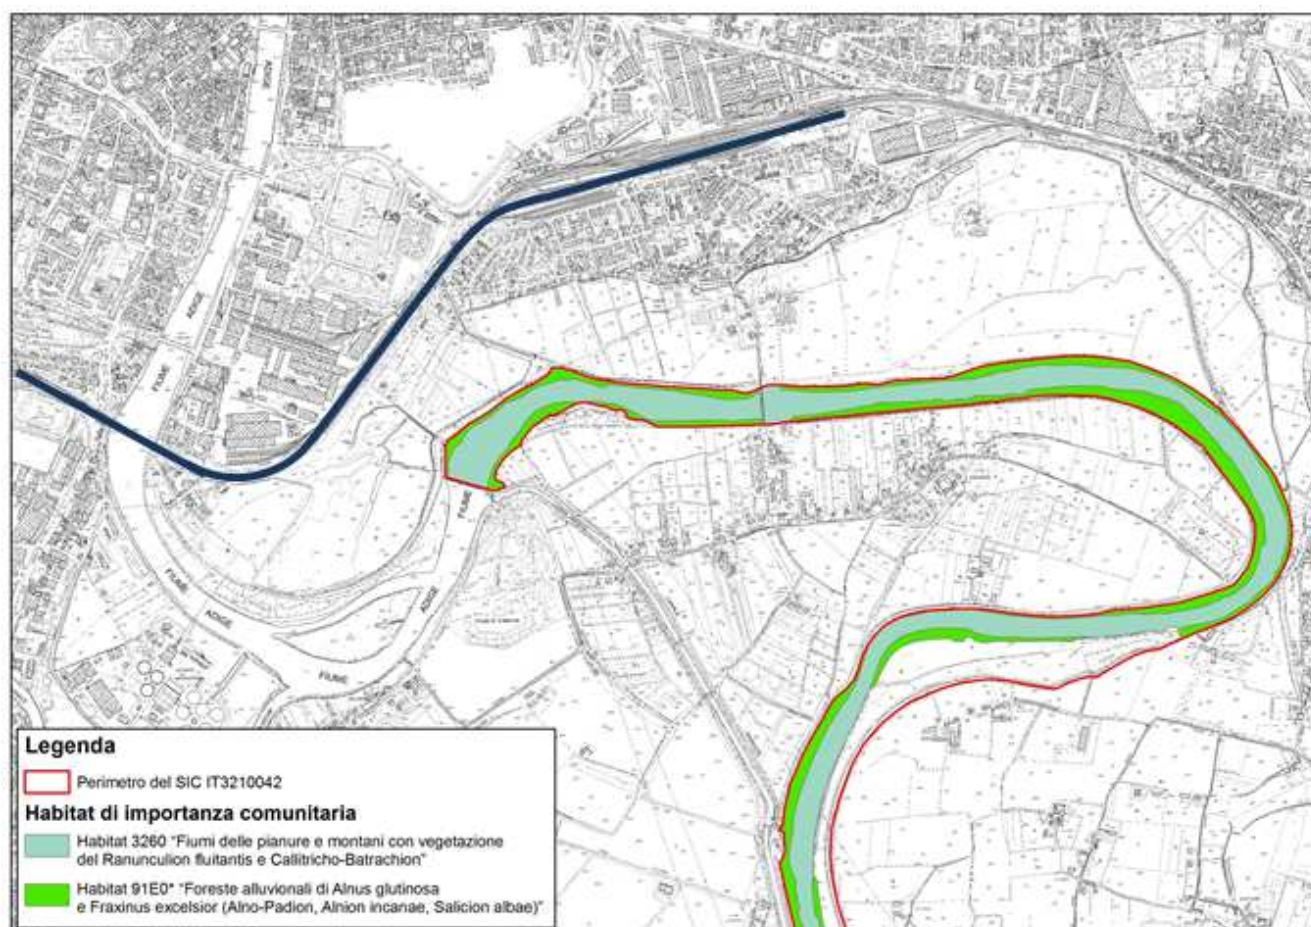 ADIGE
ADIGE
FIUME
FIUME
FIUME
ADIGE
ADIGE
FIUME
Legenda
Perimetro del SIC IT3210042
Habitat di importanza comunitaria
Habitat 3260 "Fiumi delle pianure e montani con vegetazione
del Ranunculion fluitantis e Callitricho-Batrachion"
Habitat 91E0* "Foreste alluvionali di Alnus glutinosa
e Fraxinus excelsior (Alno-Padion, Alnion incanae, Salicion albae)"